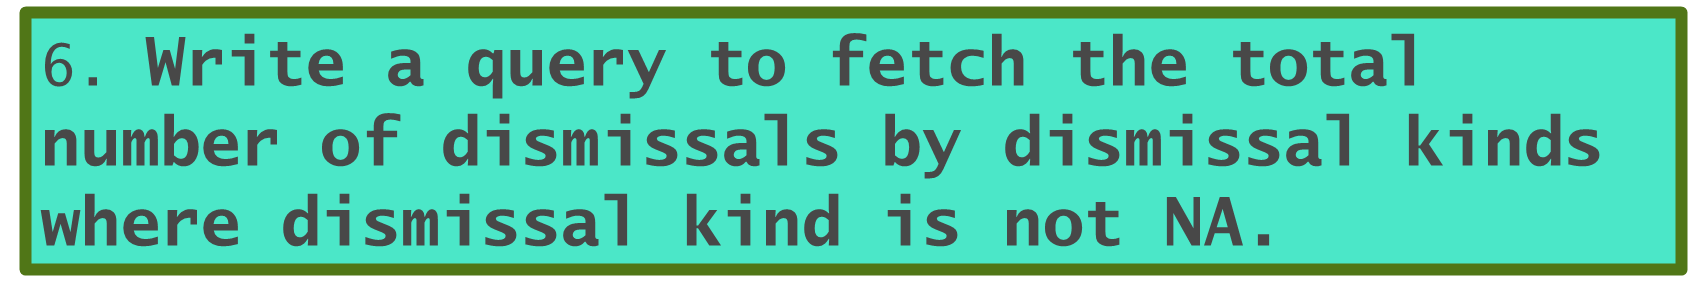 6. Write a query to fetch the total
number of dismissals by dismissal kinds
where dismissal kind is not NA.